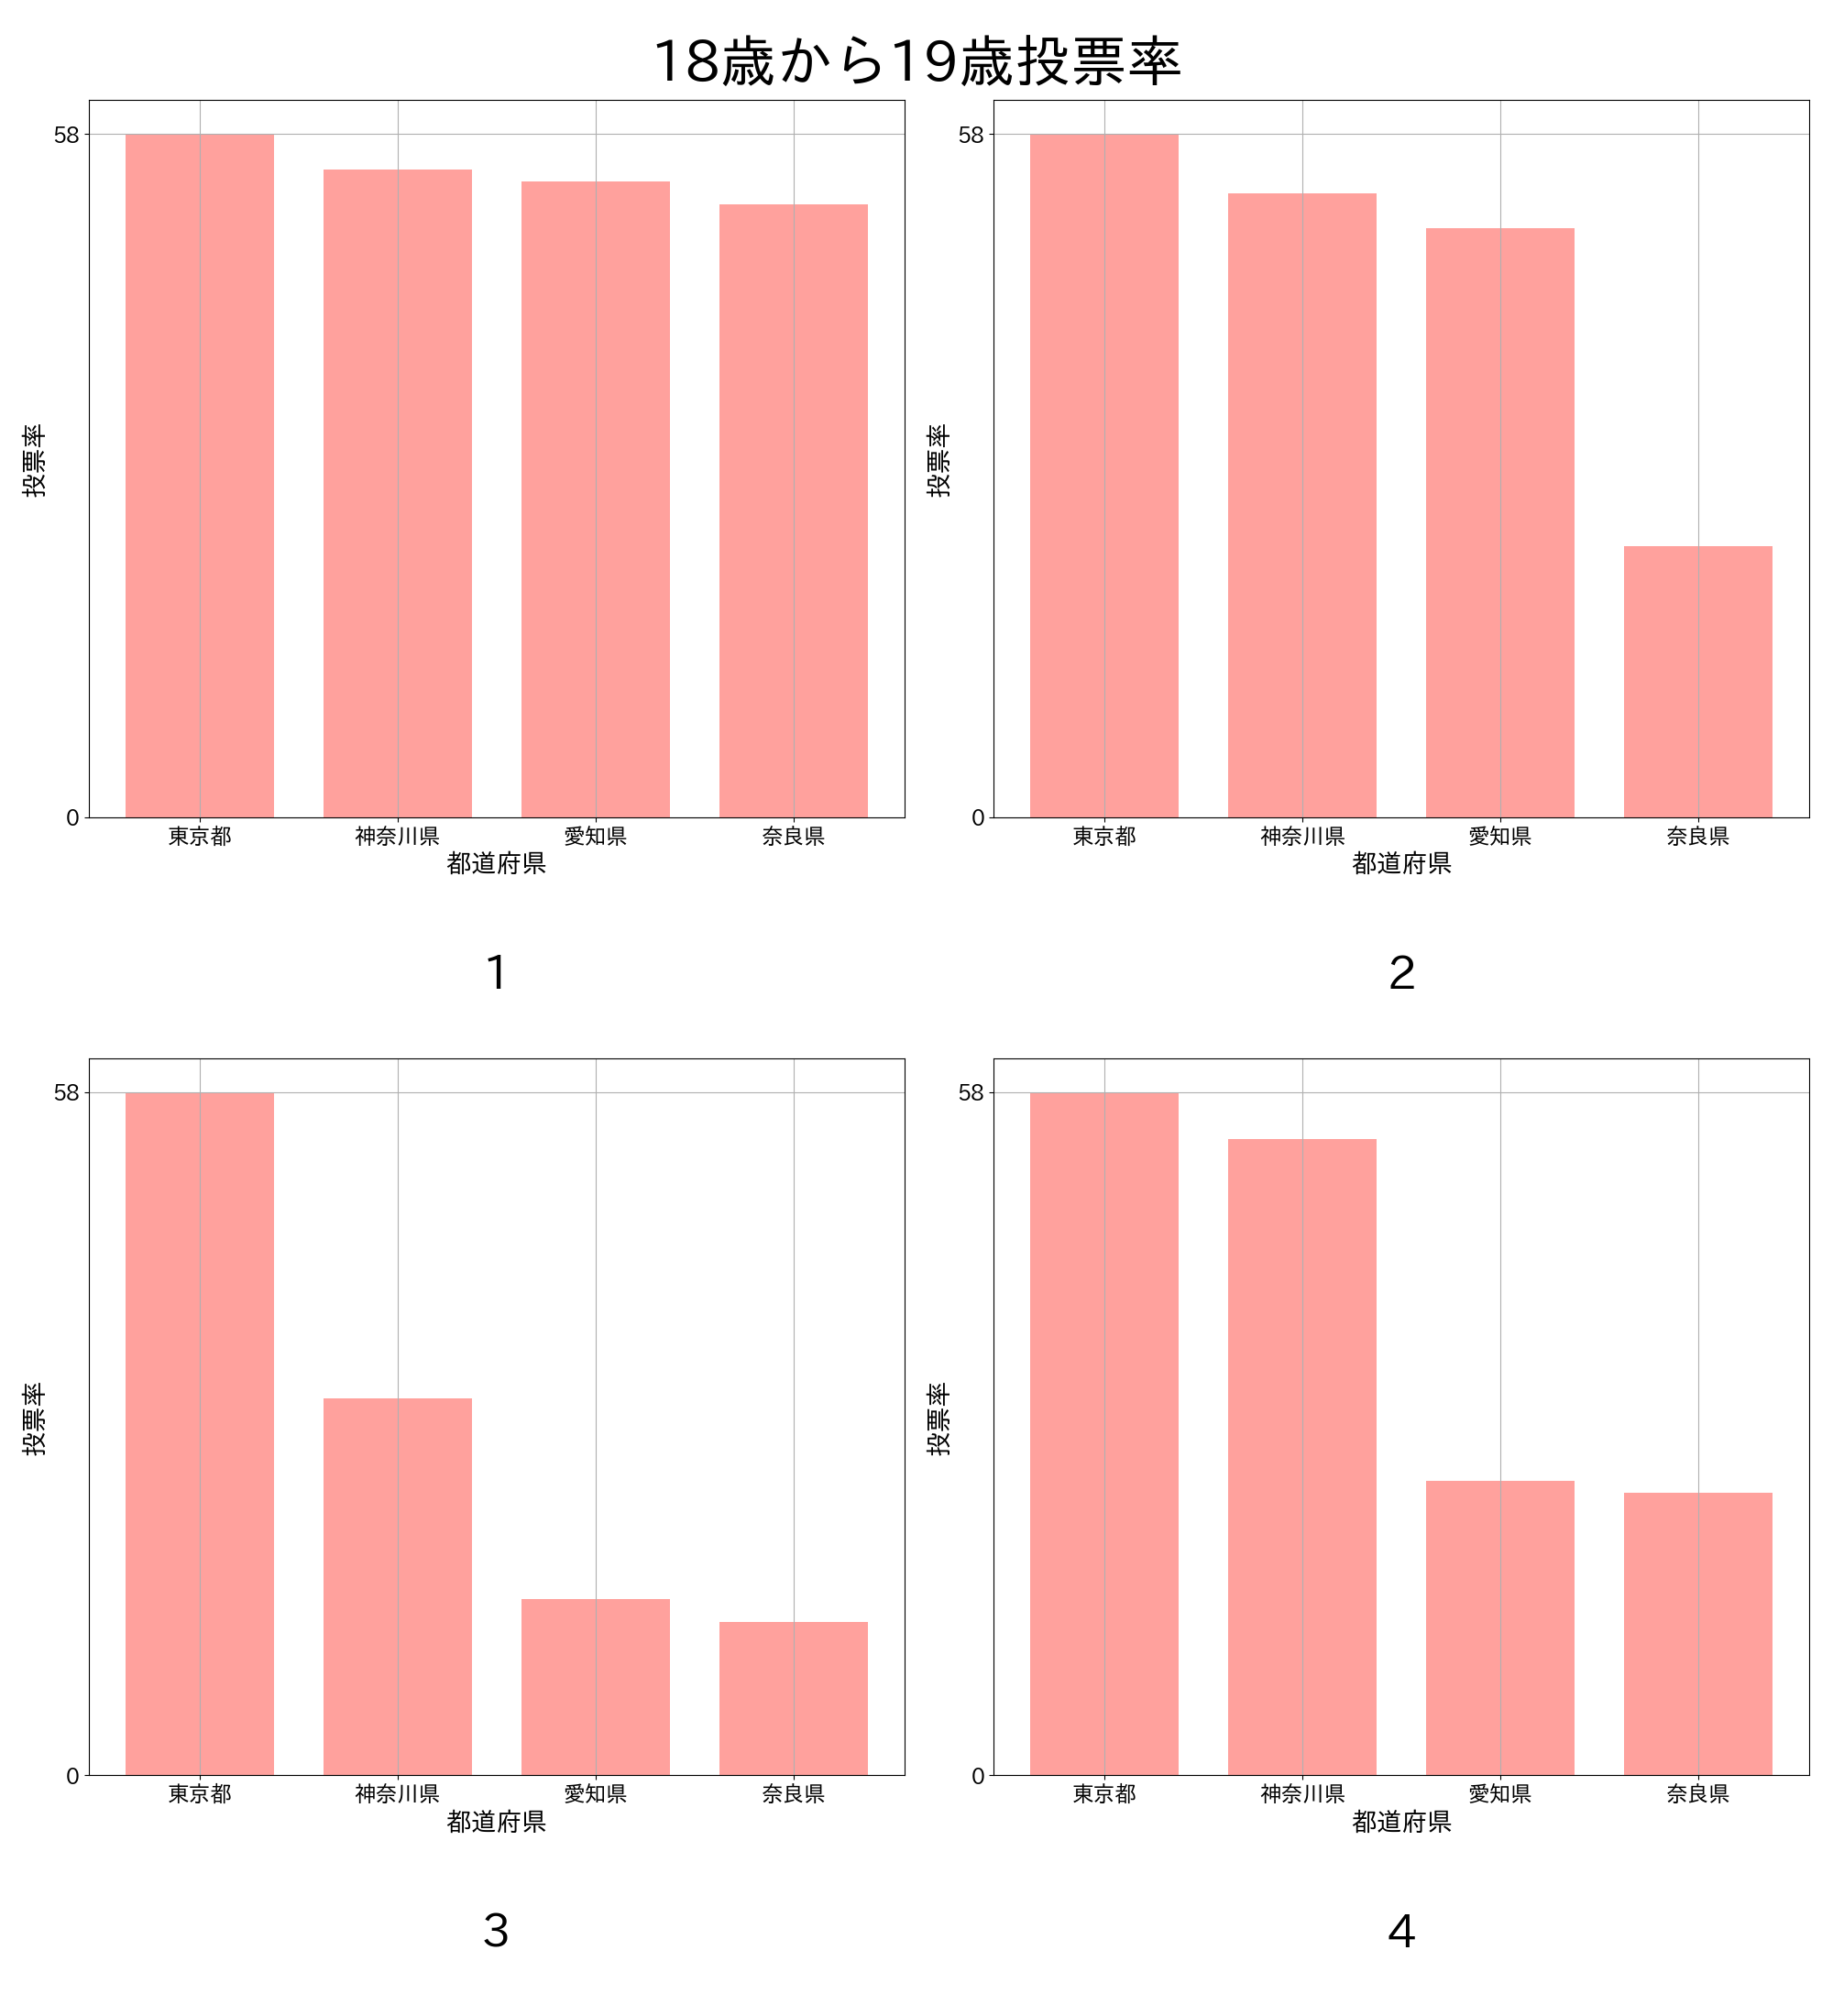 18歳から19歳投票率
58
0
投票率
東京都 神奈川県 愛知県 奈良県
都道府県
1
58
0
投票率
東京都 神奈川県 愛知県 奈良県
都道府県
2
58
0
投票率
東京都 神奈川県 愛知県 奈良県
都道府県
3
58
0
投票率
東京都 神奈川県 愛知県 奈良県
都道府県
4